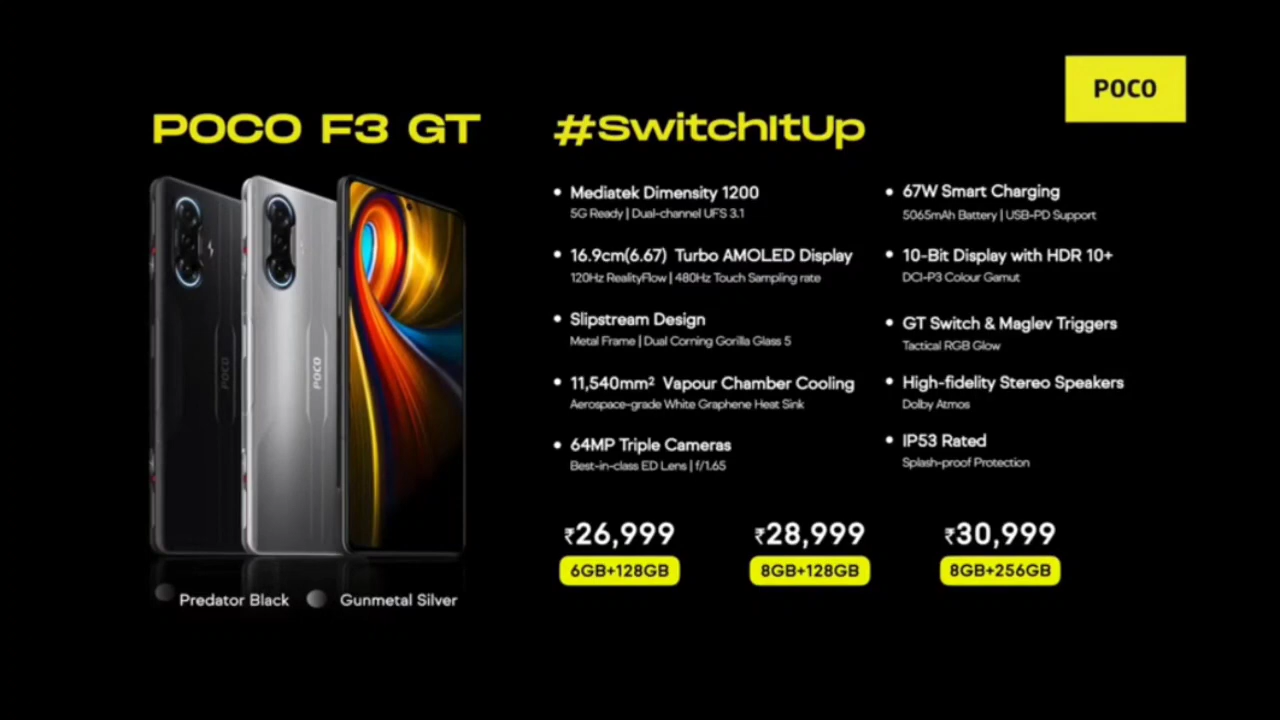 POCO
POCO F3 GT
#SwitchItUp
POCO
POCO
Predator Black
Gunmetal Silver
• Mediatek Dimensity 1200
5G Ready | Dual-channel UFS 3.1
• 16.9cm(6.67) Turbo AMOLED Display
120Hz RealityFlow | 480Hz Touch Sampling rate
• Slipstream Design
Metal Frame | Dual Corning Gorilla Glass 5
• 11,540mm² Vapour Chamber Cooling
Aerospace-grade White Graphene Heat Sink
• 64MP Triple Cameras
Best-in-class ED Lens | f/1.65
• 67W Smart Charging
5065mAh Battery | USB-PD Support
• 10-Bit Display with HDR 10+
DCI-P3 Colour Gamut
• GT Switch & Maglev Triggers
Tactical RGB Glow
• High-fidelity Stereo Speakers
Dolby Atmos
• IP53 Rated
Splash-proof Protection
₹26,999
6GB+128GB
₹28,999
8GB+128GB
₹30,999
8GB+256GB